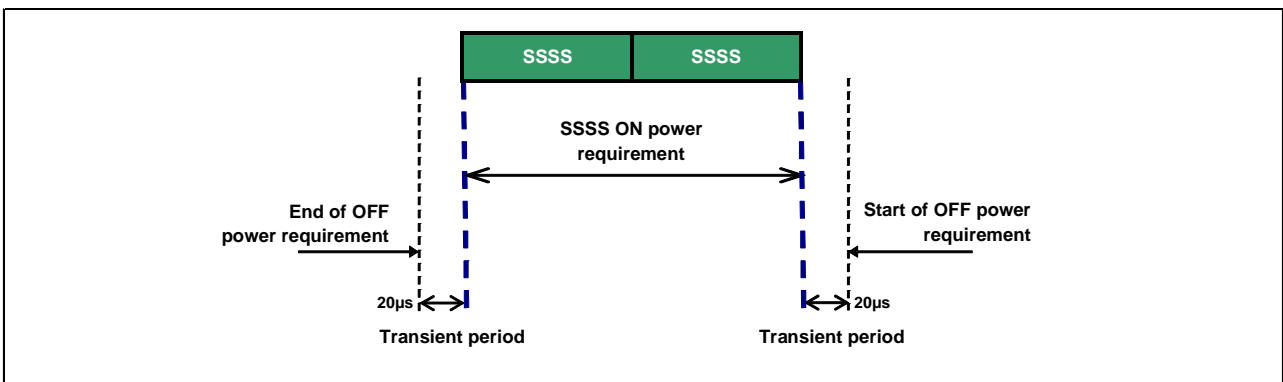 SSSS SSSS
SSSS ON power
requirement
End of OFF
power requirement
Start of OFF power
requirement
20µs
20µs
Transient period
Transient period